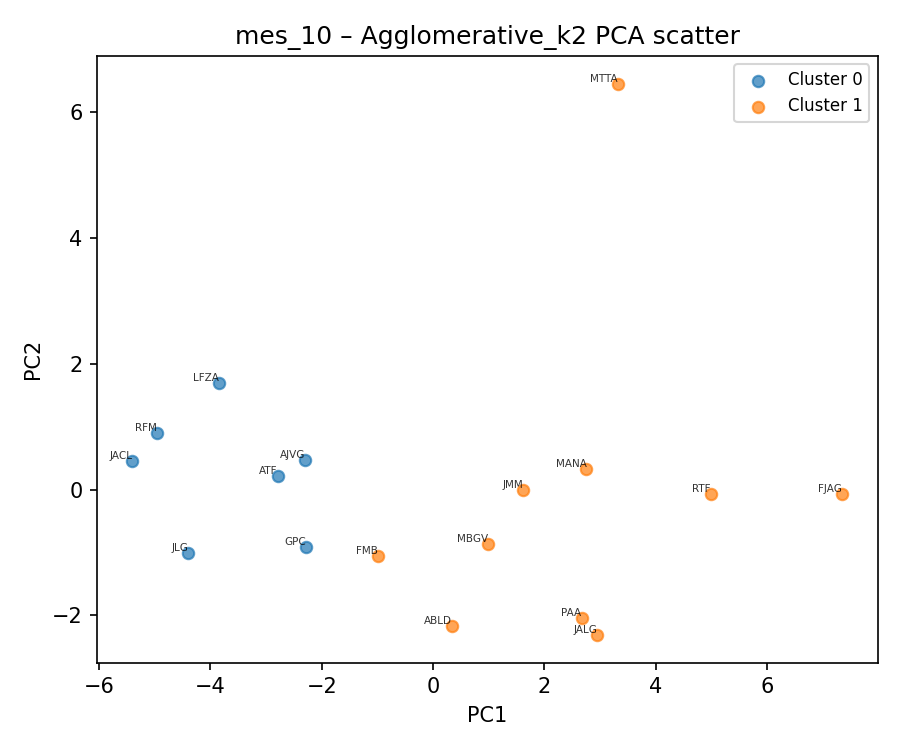 mes_10 – Agglomerative_k2 PCA scatter
MTTA
Cluster 0
Cluster 1
6
4
2
0
−2
PC2
LFZA
RFM
JACL
AJVG
ATF
JLG
GPC
FMB
MANA
JMM
RTF
FJAG
MBGV
ABLD
PAA
JALG
−6
−4
−2
0
2
4
6
PC1